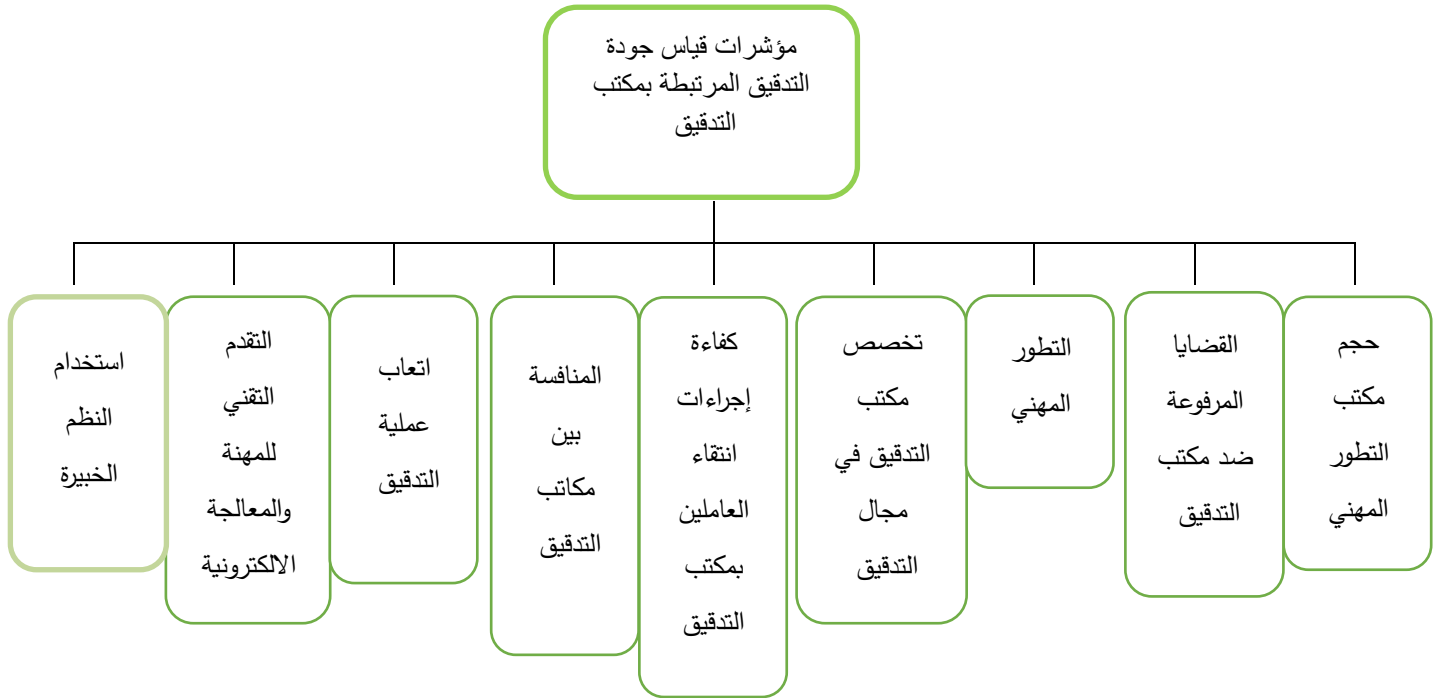 مؤشرات قياس جودة
التدقيق المرتبطة بمكتب
التدقيق
حجم
مكتب
التطور
المهني
القضايا
المرفوعة
ضد مكتب
التدقيق
التطور
المهني
تخصص
مكتب
التدقيق في
مجال
التدقيق
كفاءة
إجراءات
انتقاء
العاملين
بمكتب
التدقيق
المنافسة
بين
مكاتب
التدقيق
اتعاب
عملية
التدقيق
التقدم
التقني
للمهنة
والمعالجة
الالكترونية
استخدام
النظم
الخبيرة